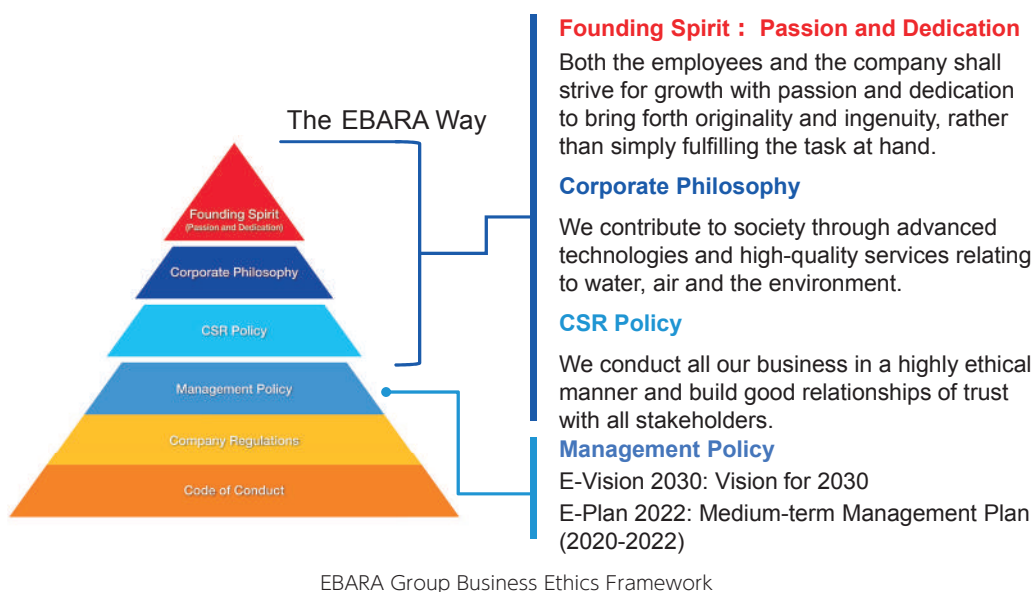 The EBARA Way
Founding Spirit
(Passion and Dedication)
Corporate Philosophy
CSR Policy
Management Policy
Company Regulations
Code of Conduct
Founding Spirit : Passion and Dedication
Both the employees and the company shall
strive for growth with passion and dedication
to bring forth originality and ingenuity, rather
than simply fulfilling the task at hand.
Corporate Philosophy
We contribute to society through advanced
technologies and high-quality services relating
to water, air and the environment.
CSR Policy
We conduct all our business in a highly ethical
manner and build good relationships of trust
with all stakeholders.
Management Policy
E-Vision 2030: Vision for 2030
E-Plan 2022: Medium-term Management Plan
(2020-2022)
EBARA Group Business Ethics Framework